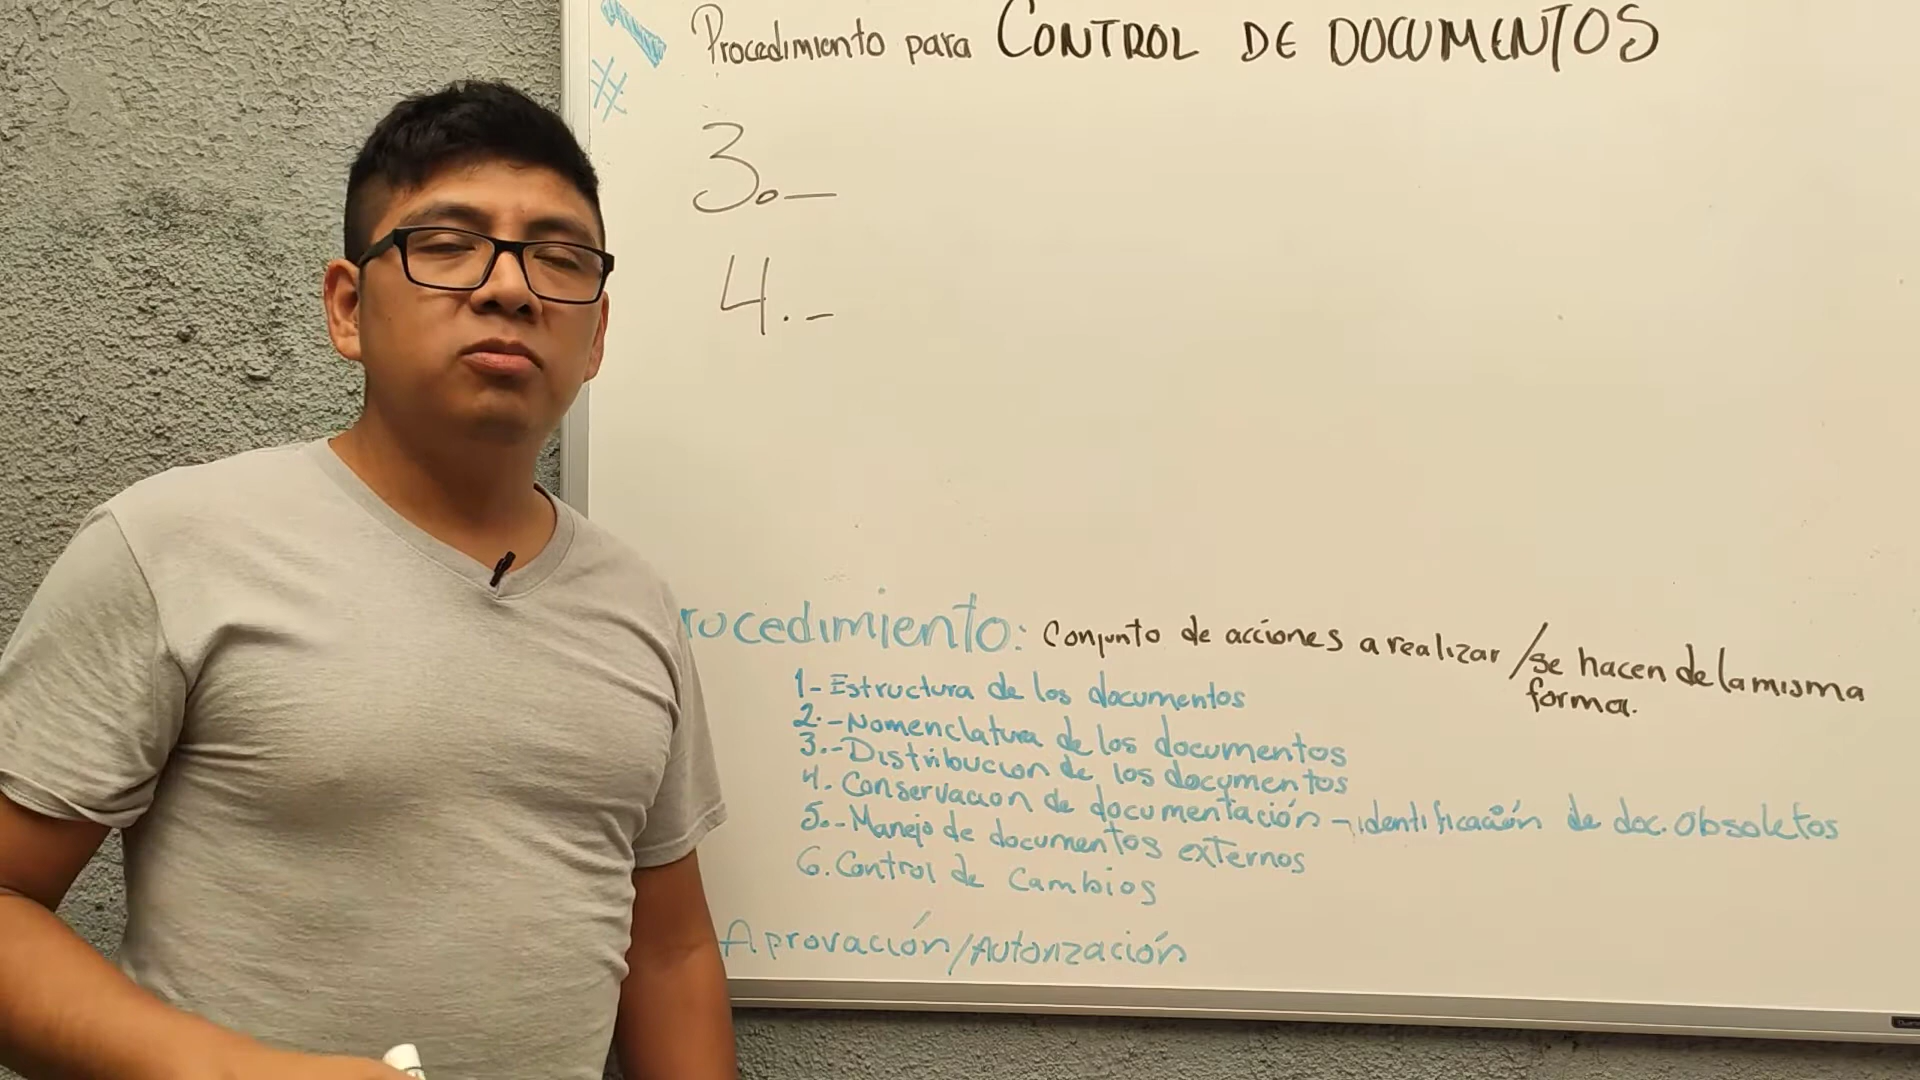 Procedimiento para CONTROL DE DOCUMENTOS
#
3.-
4.-
rocedimiento: Conjunto de acciones a realizar / se hacen de la misma
forma.
1- Estructura de los documentos
2.- Nomenclatura de los documentos
3.- Distribucion de los documentos
4. Conservacion de documentación - identificación de doc. obsoletos
5.- Manejo de documentos externos
6. Control de cambios
Aprovación/Autorización